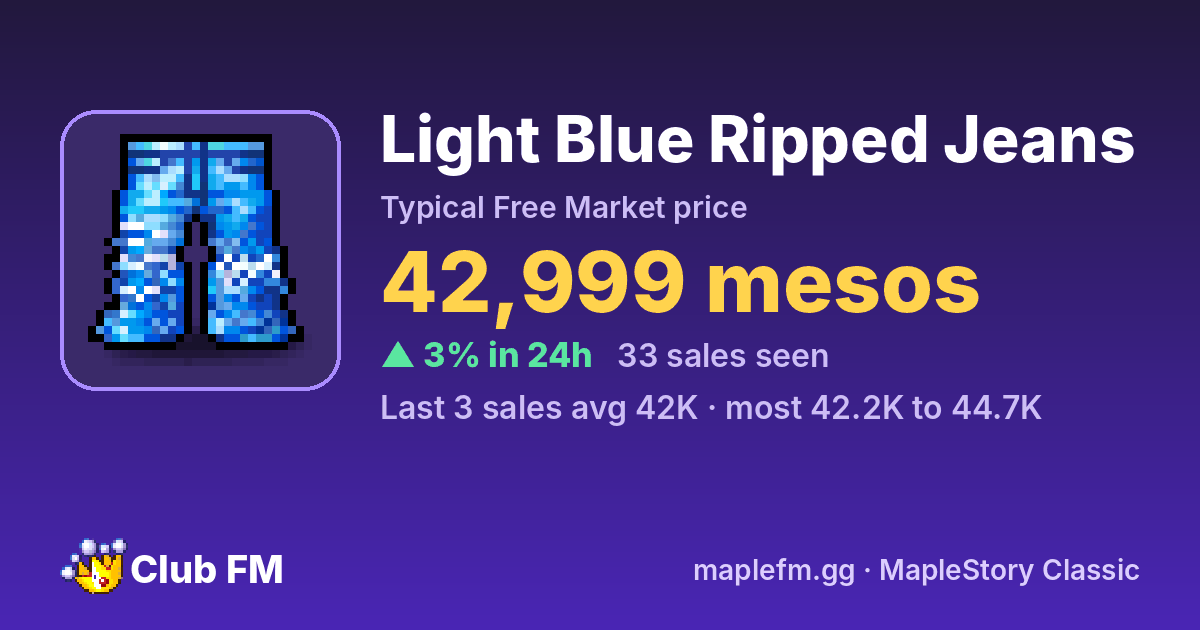 Light Blue Ripped Jeans
Typical Free Market price
42,999 mesos
▲ 3% in 24h 33 sales seen
Last 3 sales avg 42K · most 42.2K to 44.7K
Club FM
maplefm.gg · MapleStory Classic